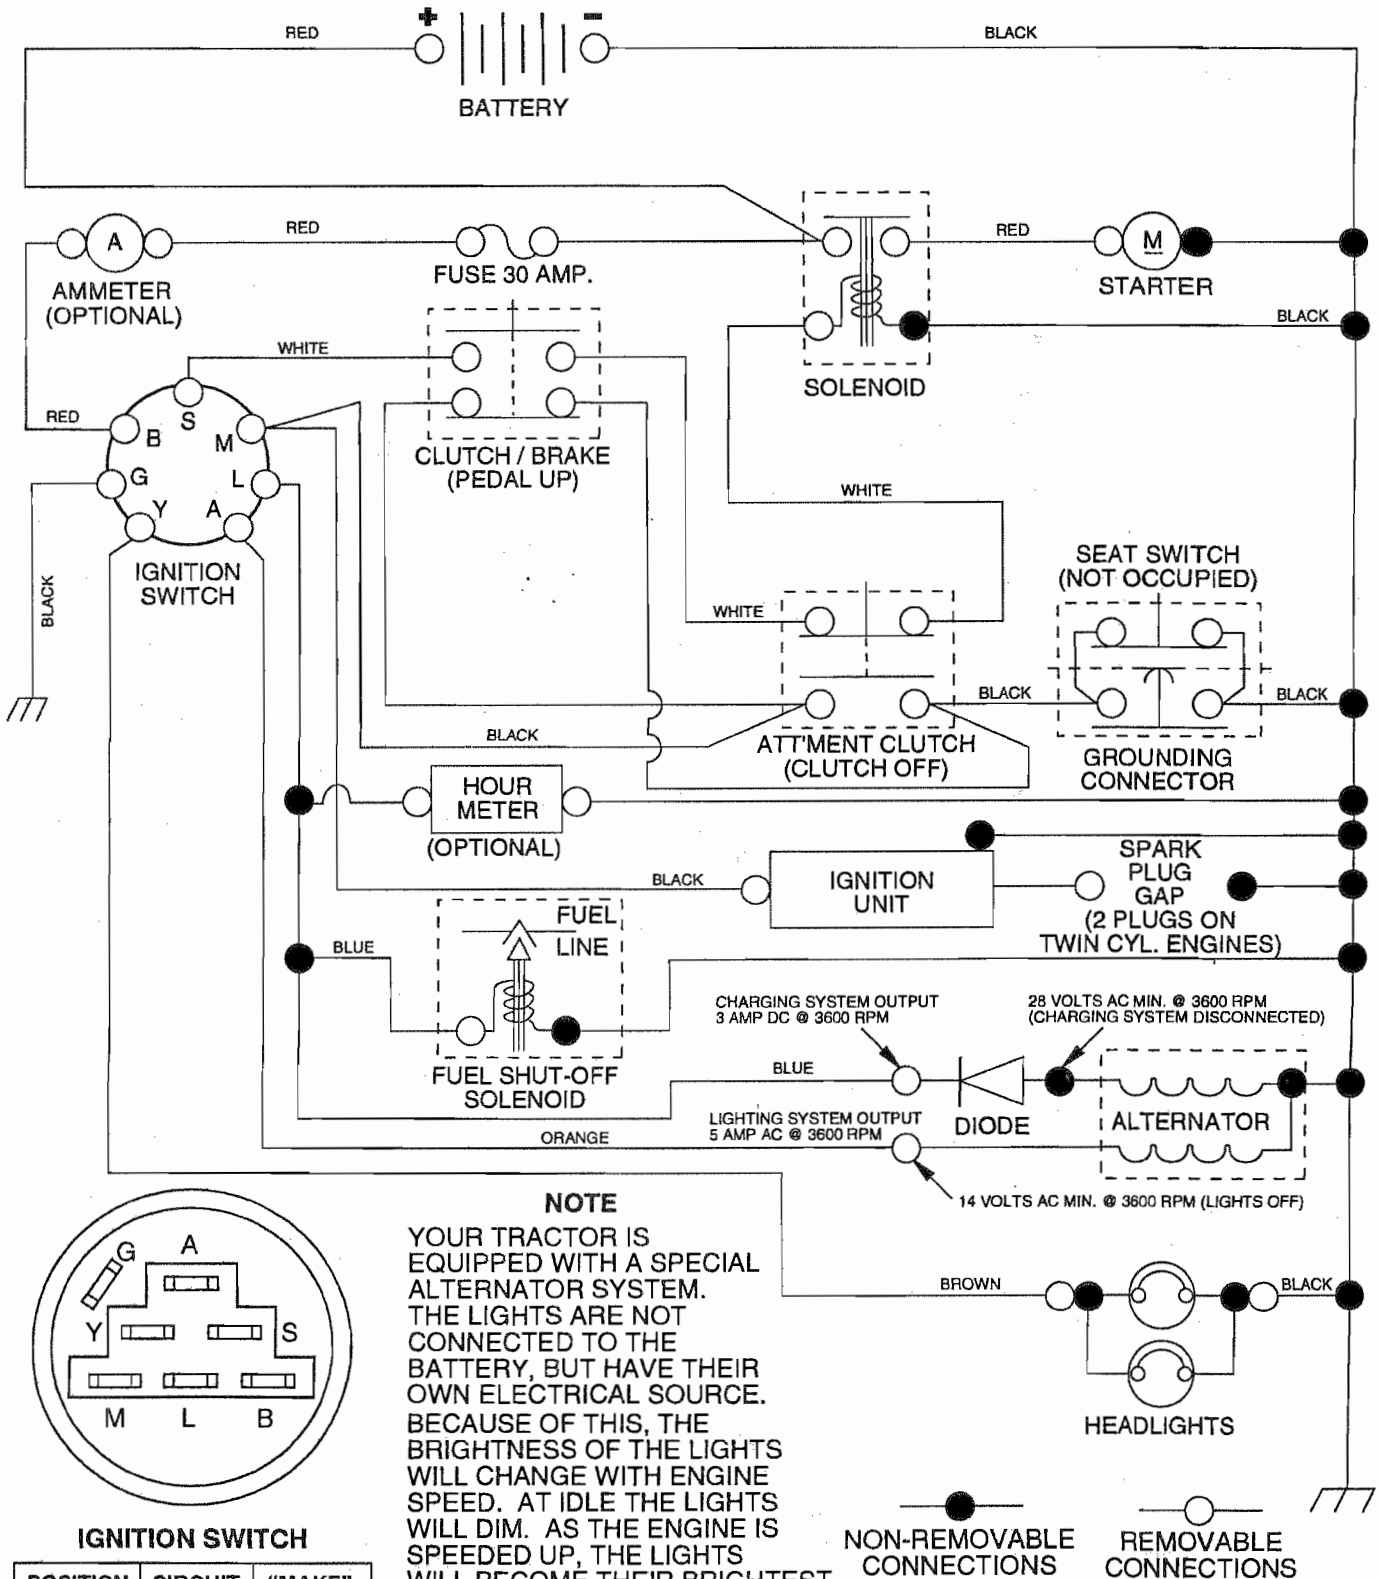 + −
RED
BLACK
BATTERY
RED
A
AMMETER
(OPTIONAL)
FUSE 30 AMP.
RED
M
STARTER
BLACK
SOLENOID
WHITE
RED
S
B
M
G
L
Y
A
IGNITION
SWITCH
BLACK
CLUTCH / BRAKE
(PEDAL UP)
WHITE
WHITE
SEAT SWITCH
(NOT OCCUPIED)
BLACK
BLACK
BLACK
ATT'MENT CLUTCH
(CLUTCH OFF)
GROUNDING
CONNECTOR
HOUR
METER
(OPTIONAL)
BLACK
IGNITION
UNIT
SPARK
PLUG
GAP
(2 PLUGS ON
TWIN CYL. ENGINES)
BLUE
FUEL
LINE
FUEL SHUT-OFF
SOLENOID
CHARGING SYSTEM OUTPUT
3 AMP DC @ 3600 RPM
28 VOLTS AC MIN. @ 3600 RPM
(CHARGING SYSTEM DISCONNECTED)
BLUE
DIODE
ALTERNATOR
LIGHTING SYSTEM OUTPUT
5 AMP AC @ 3600 RPM
ORANGE
14 VOLTS AC MIN. @ 3600 RPM (LIGHTS OFF)
BROWN
BLACK
HEADLIGHTS
G
A
Y
S
M L B
IGNITION SWITCH
POSITION CIRCUIT "MAKE"
NOTE
YOUR TRACTOR IS
EQUIPPED WITH A SPECIAL
ALTERNATOR SYSTEM.
THE LIGHTS ARE NOT
CONNECTED TO THE
BATTERY, BUT HAVE THEIR
OWN ELECTRICAL SOURCE.
BECAUSE OF THIS, THE
BRIGHTNESS OF THE LIGHTS
WILL CHANGE WITH ENGINE
SPEED. AT IDLE THE LIGHTS
WILL DIM. AS THE ENGINE IS
SPEEDED UP, THE LIGHTS
WILL BECOME THEIR BRIGHTEST
NON-REMOVABLE
CONNECTIONS
REMOVABLE
CONNECTIONS